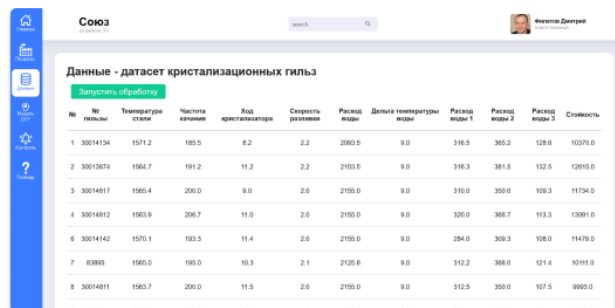 Союз
search
Филатов Дмитрий
Главная
Данные
Модель
Контроль
Помощь
Данные - датасет кристализационных гильз
Запустить обработку
№ № гильзы Температура стали Частота качания Ход кристализатора Скорость разливки Расход воды Дельта температуры воды Расход воды 1 Расход воды 2 Расход воды 3 Стойкость
1 30014134 1571.2 185.5 8.2 2.2 2093.5 9.0 316.5 365.2 128.6 10370.0
2 30013874 1564.7 191.2 11.2 2.2 2103.5 9.0 316.3 381.5 132.5 12815.0
3 30014817 1565.4 200.0 9.0 2.0 2155.0 9.0 310.0 350.0 109.3 11734.0
4 30014812 1583.9 206.7 11.0 2.0 2155.0 9.0 320.0 366.7 113.3 13091.0
6 30014142 1570.1 193.3 11.4 2.0 2155.0 9.0 284.0 309.3 108.0 11479.0
7 83895 1565.0 195.0 10.3 2.1 2125.6 9.0 312.2 366.0 121.4 10111.0
8 30014811 1563.7 200.0 11.5 2.0 2155.0 9.0 312.5 350.0 107.5 9993.0